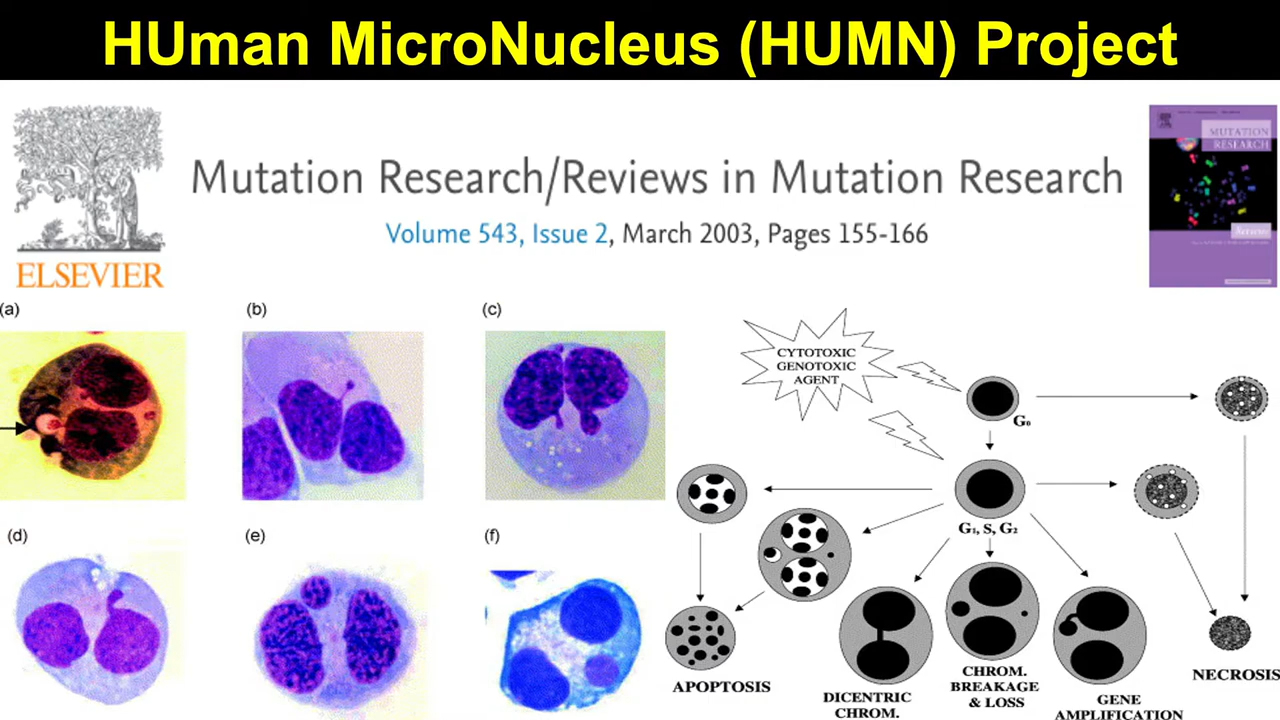 HUman MicroNucleus (HUMN) Project
ELSEVIER
Mutation Research/Reviews in Mutation Research
Volume 543, Issue 2, March 2003, Pages 155-166
MUTATION
RESEARCH
Reviews
(a)
(b)
(c)
(d)
(e)
(f)
CYTOTOXIC
GENOTOXIC
AGENT
G₀
G₁, S, G₂
APOPTOSIS
DICENTRIC
CHROM.
CHROM.
BREAKAGE
& LOSS
GENE
AMPLIFICATION
NECROSIS